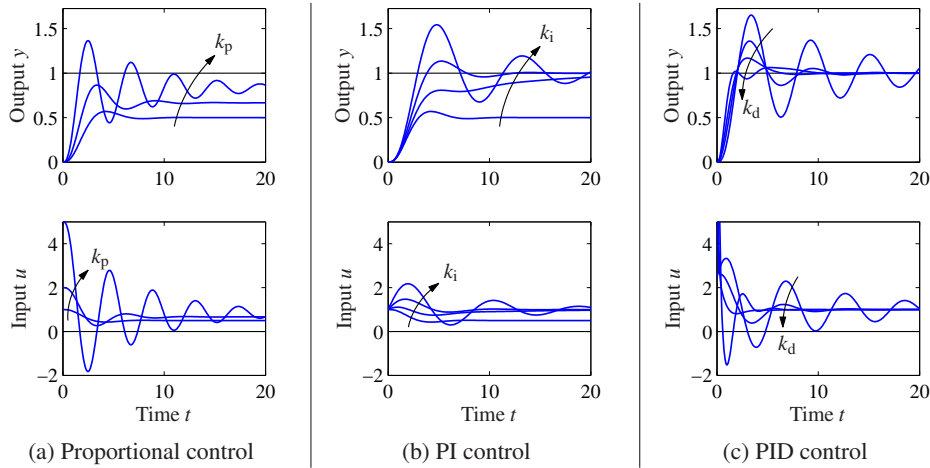 Output y
1.5
1
0.5
0
0 10 20
k_p
Input u
4
2
0
−2
0 10 20
k_p
Time t
(a) Proportional control
Output y
1.5
1
0.5
0
0 10 20
k_i
Input u
4
2
0
−2
0 10 20
k_i
Time t
(b) PI control
Output y
1.5
1
0.5
0
0 10 20
k_d
Input u
4
2
0
−2
0 10 20
k_d
Time t
(c) PID control